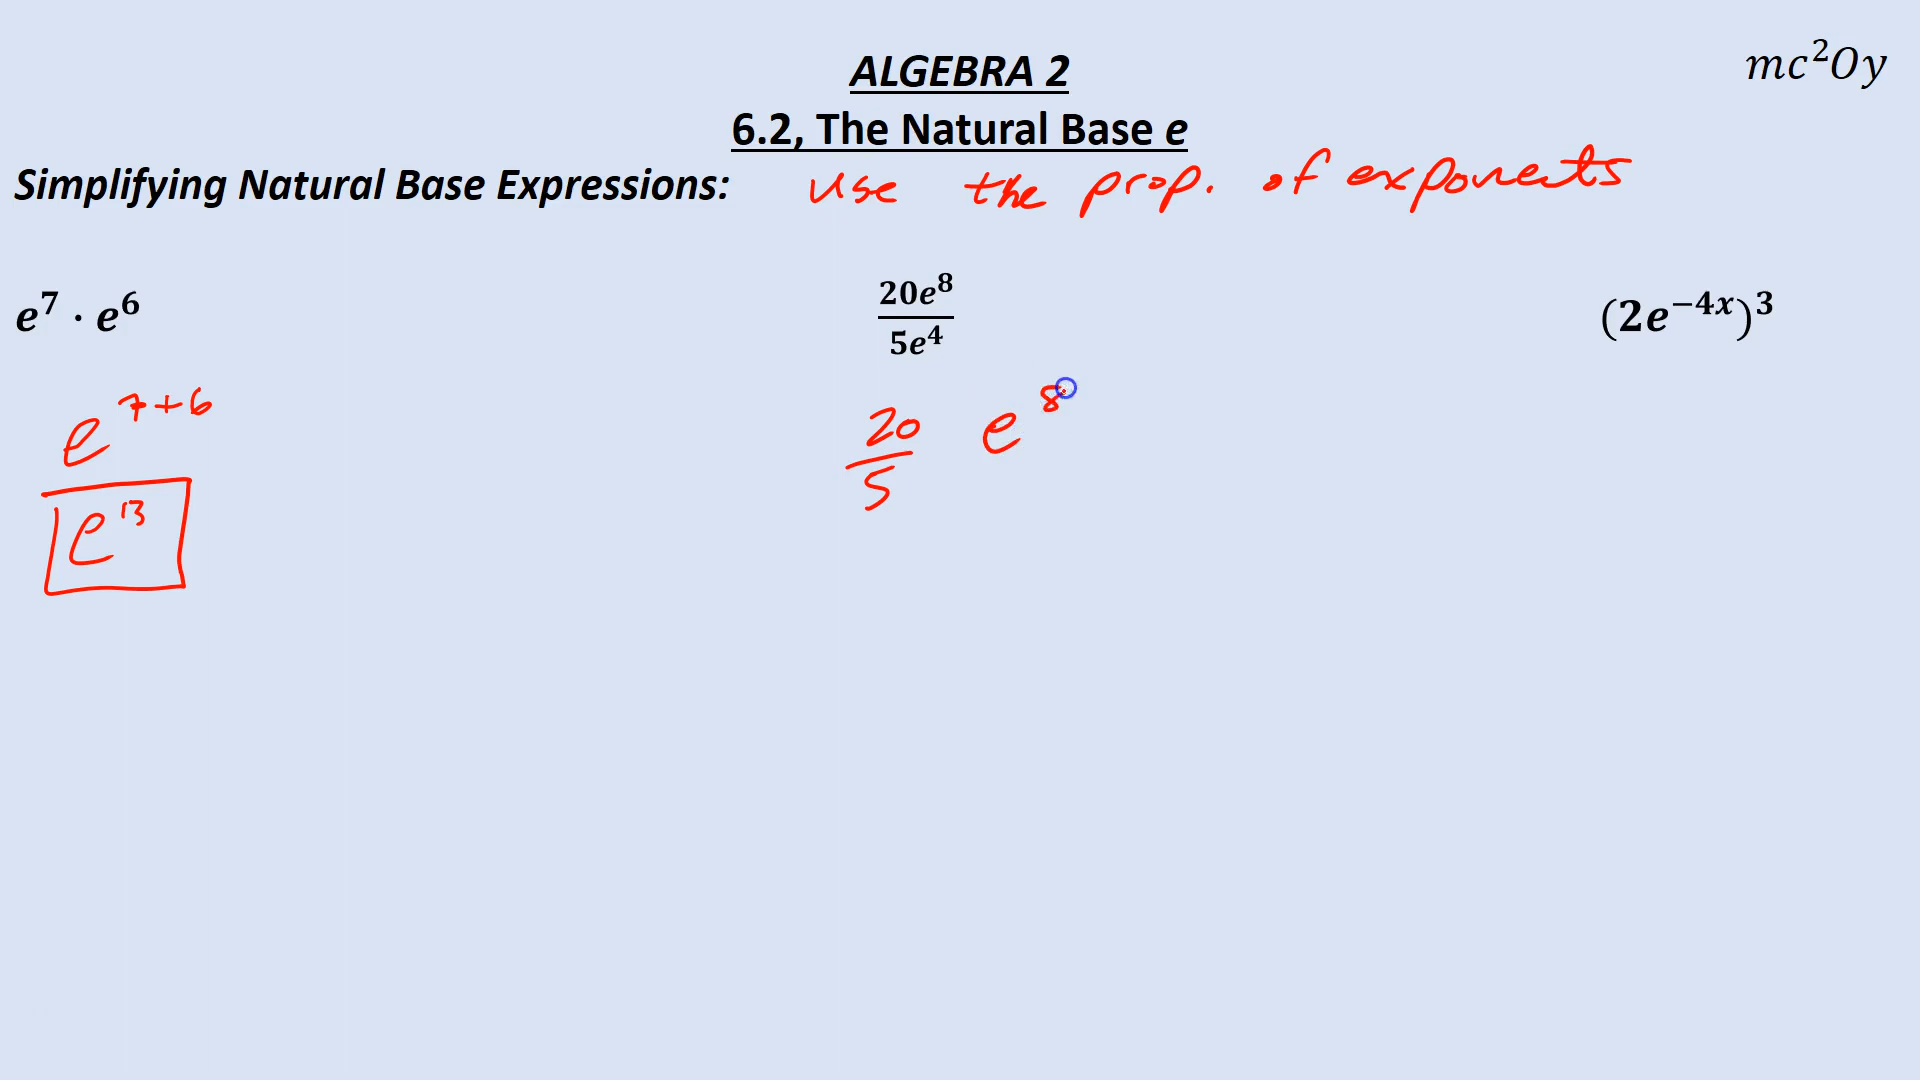 ALGEBRA 2
mc²Oy
6.2, The Natural Base e
Simplifying Natural Base Expressions: Use the prop. of exponents
e⁷ · e⁶
20e⁸
5e⁴
(2e⁻⁴ˣ)³
e⁷⁺⁶
20 e⁸
5
e¹³